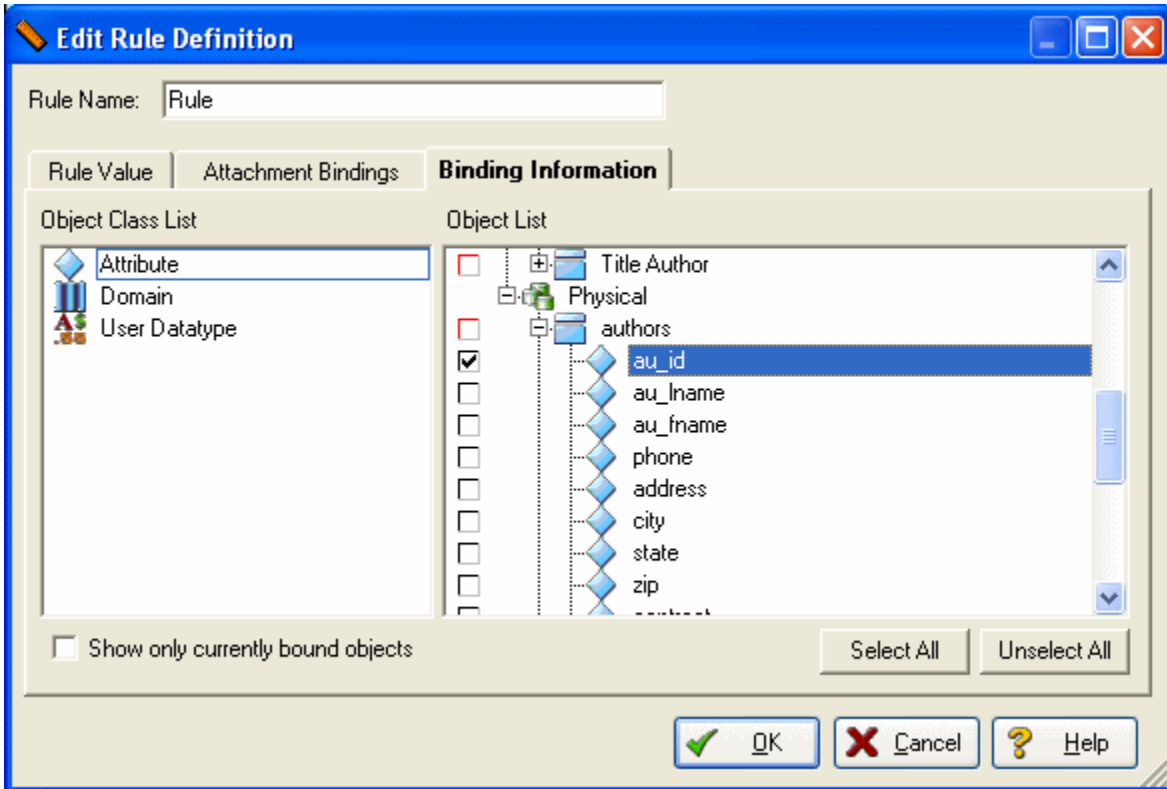 Edit Rule Definition
Rule Name: Rule
Rule Value Attachment Bindings Binding Information
Object Class List
Attribute
Domain
User Datatype
Object List
Title Author
Physical
authors
au_id
au_lname
au_fname
phone
address
city
state
zip
contract
Show only currently bound objects
Select All Unselect All
OK Cancel Help